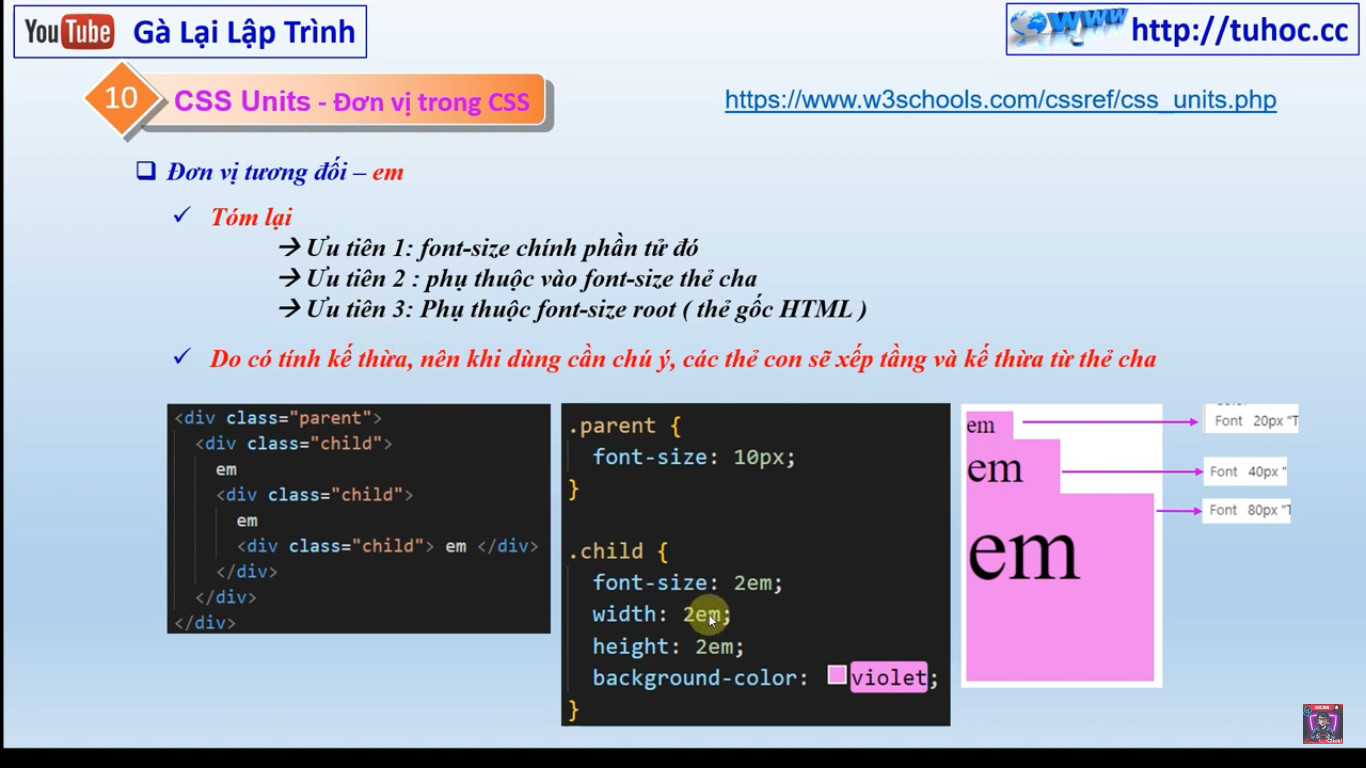 YouTube Gà Lại Lập Trình
www http://tuhoc.cc
10 CSS Units - Đơn vị trong CSS
https://www.w3schools.com/cssref/css_units.php
❑ Đơn vị tương đối – em
✓ Tóm lại
→ Ưu tiên 1: font-size chính phần tử đó
→ Ưu tiên 2 : phụ thuộc vào font-size thẻ cha
→ Ưu tiên 3: Phụ thuộc font-size root ( thẻ gốc HTML )
✓ Do có tính kế thừa, nên khi dùng cần chú ý, các thẻ con sẽ xếp tầng và kế thừa từ thẻ cha
<div class="parent">
<div class="child">
em
<div class="child">
em
<div class="child"> em </div>
</div>
</div>
</div>
.parent {
font-size: 10px;
}
.child {
font-size: 2em;
width: 2em;
height: 2em;
background-color: violet;
}
em
em
em
Font 20px "T
Font 40px "
Font 80px "T